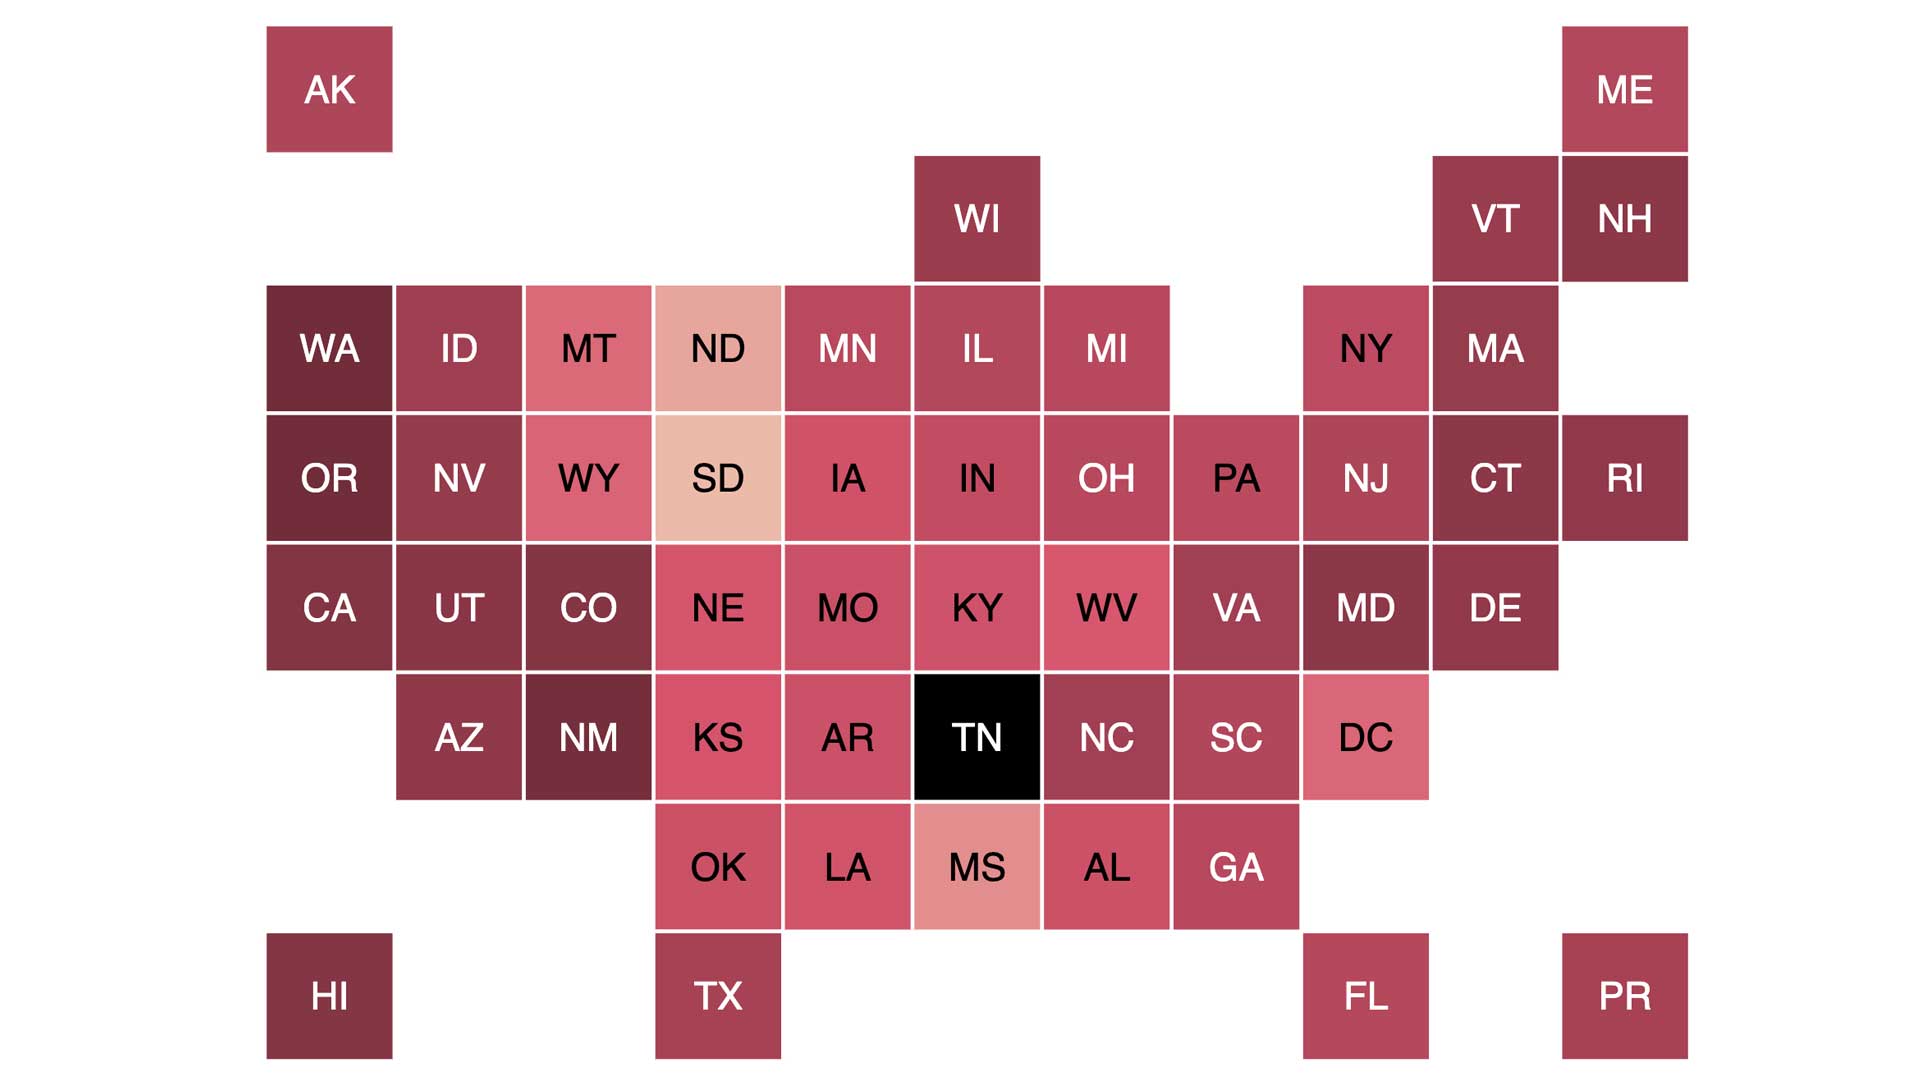 AK ME
WI VT NH
WA ID MT ND MN IL MI NY MA
OR NV WY SD IA IN OH PA NJ CT RI
CA UT CO NE MO KY WV VA MD DE
AZ NM KS AR TN NC SC DC
OK LA MS AL GA
HI TX FL PR